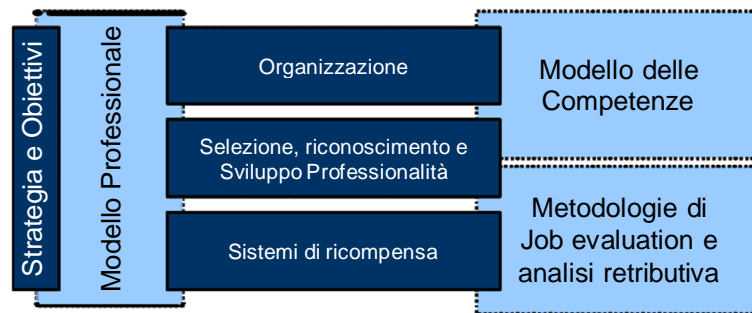 Strategia e Obiettivi
Modello Professionale
Organizzazione
Selezione, riconoscimento e
Sviluppo Professionalità
Sistemi di ricompensa
Modello delle
Competenze
Metodologie di
Job evaluation e
analisi retributiva